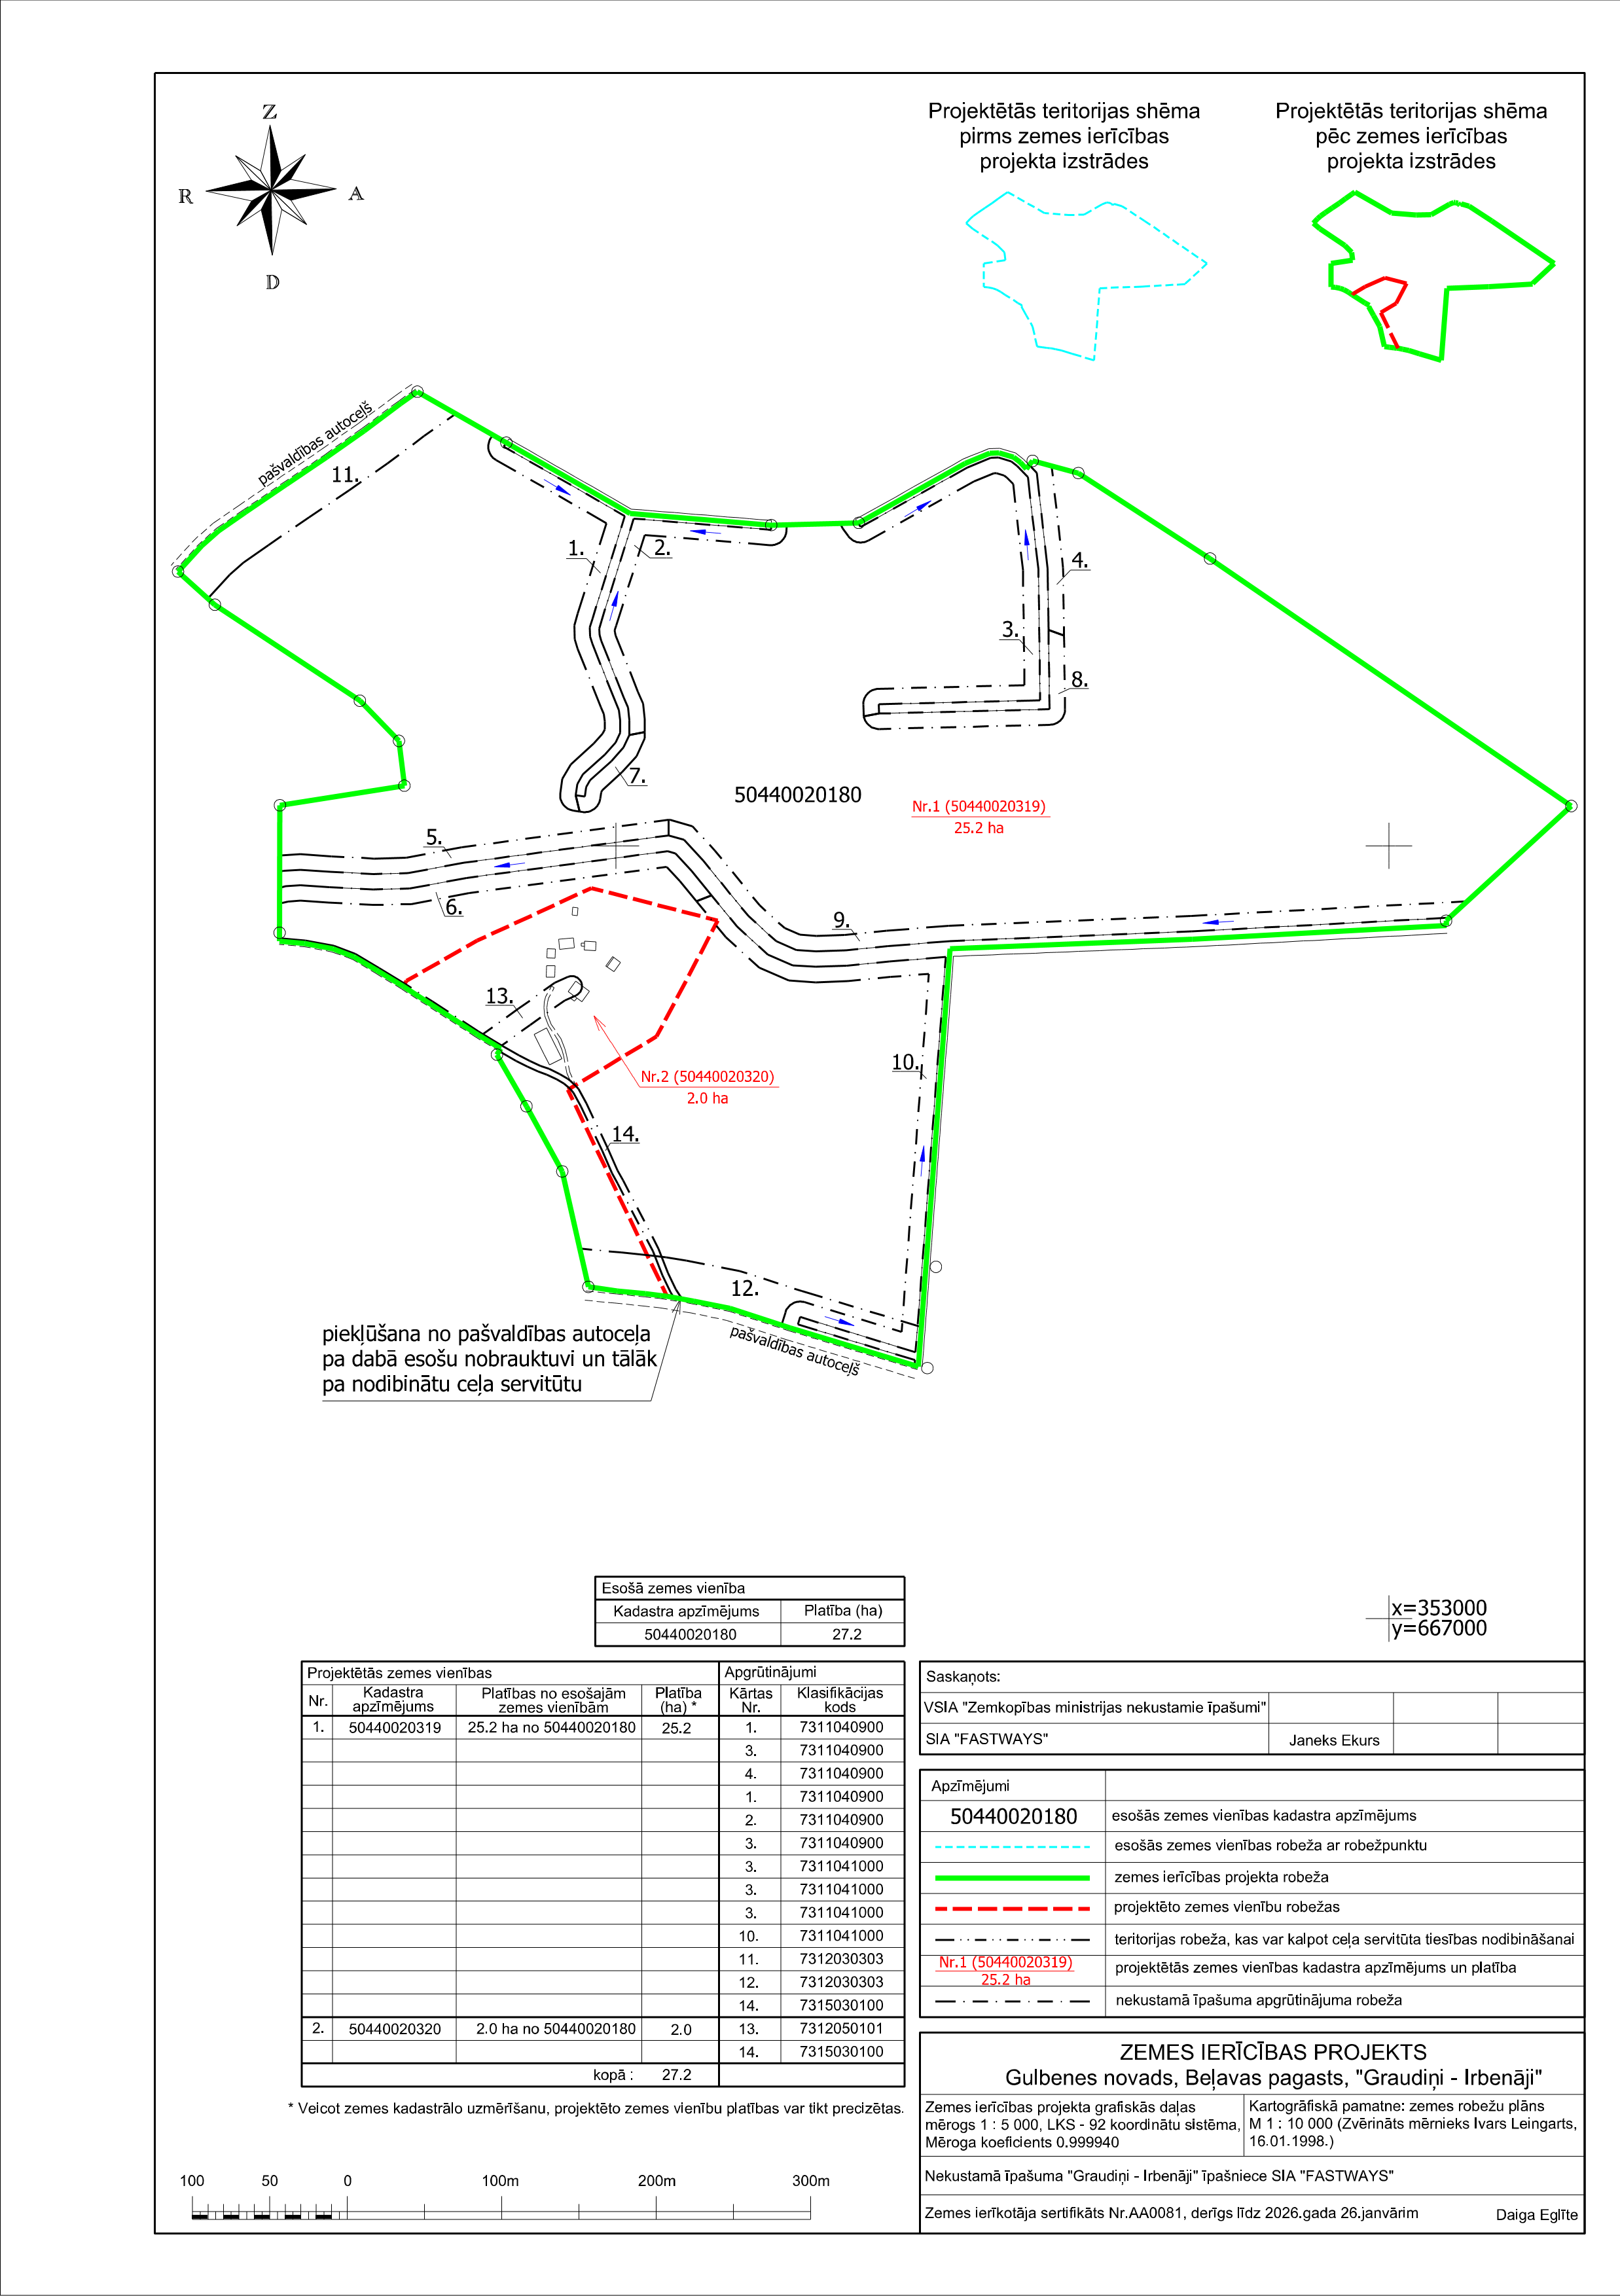 Z
R
A
D
Projektētās teritorijas shēma
pirms zemes ierīcības
projekta izstrādes
Projektētās teritorijas shēma
pēc zemes ierīcības
projekta izstrādes
pašvaldības autoceļš
11.
1.
2.
4.
3.
8.
7.
50440020180
Nr.1 (50440020319)
25.2 ha
5.
6.
9.
13.
10.
Nr.2 (50440020320)
2.0 ha
14.
12.
pašvaldības autoceļš
piekļūšana no pašvaldības autoceļa
pa dabā esošu nobrauktuvi un tālāk
pa nodibinātu ceļa servitūtu
x=353000
y=667000
Esošā zemes vienība
Kadastra apzīmējums Platība (ha)
50440020180 27.2
Projektētās zemes vienības Apgrūtinājumi
Nr. Kadastra apzīmējums Platības no esošajām zemes vienībām Platība (ha) * Kārtas Nr. Klasifikācijas kods
1. 50440020319 25.2 ha no 50440020180 25.2 1. 7311040900
3. 7311040900
4. 7311040900
1. 7311040900
2. 7311040900
3. 7311040900
3. 7311041000
3. 7311041000
3. 7311041000
10. 7311041000
11. 7312030303
12. 7312030303
14. 7315030100
2. 50440020320 2.0 ha no 50440020180 2.0 13. 7312050101
14. 7315030100
kopā : 27.2
* Veicot zemes kadastrālo uzmērīšanu, projektēto zemes vienību platības var tikt precizētas.
100 50 0 100m 200m 300m
Saskaņots:
VSIA "Zemkopības ministrijas nekustamie īpašumi"
SIA "FASTWAYS" Janeks Ekurs
Apzīmējumi
50440020180 esošās zemes vienības kadastra apzīmējums
esošās zemes vienības robeža ar robežpunktu
zemes ierīcības projekta robeža
projektēto zemes vienību robežas
teritorijas robeža, kas var kalpot ceļa servitūta tiesības nodibināšanai
Nr.1 (50440020319)
25.2 ha
projektētās zemes vienības kadastra apzīmējums un platība
nekustamā īpašuma apgrūtinājuma robeža
ZEMES IERĪCĪBAS PROJEKTS
Gulbenes novads, Beļavas pagasts, "Graudiņi - Irbenāji"
Zemes ierīcības projekta grafiskās daļas
mērogs 1 : 5 000, LKS - 92 koordinātu sistēma,
Mēroga koeficients 0.999940
Kartogrāfiskā pamatne: zemes robežu plāns
M 1 : 10 000 (Zvērināts mērnieks Ivars Leingarts,
16.01.1998.)
Nekustamā īpašuma "Graudiņi - Irbenāji" īpašniece SIA "FASTWAYS"
Zemes ierīkotāja sertifikāts Nr.AA0081, derīgs līdz 2026.gada 26.janvārim Daiga Eglīte